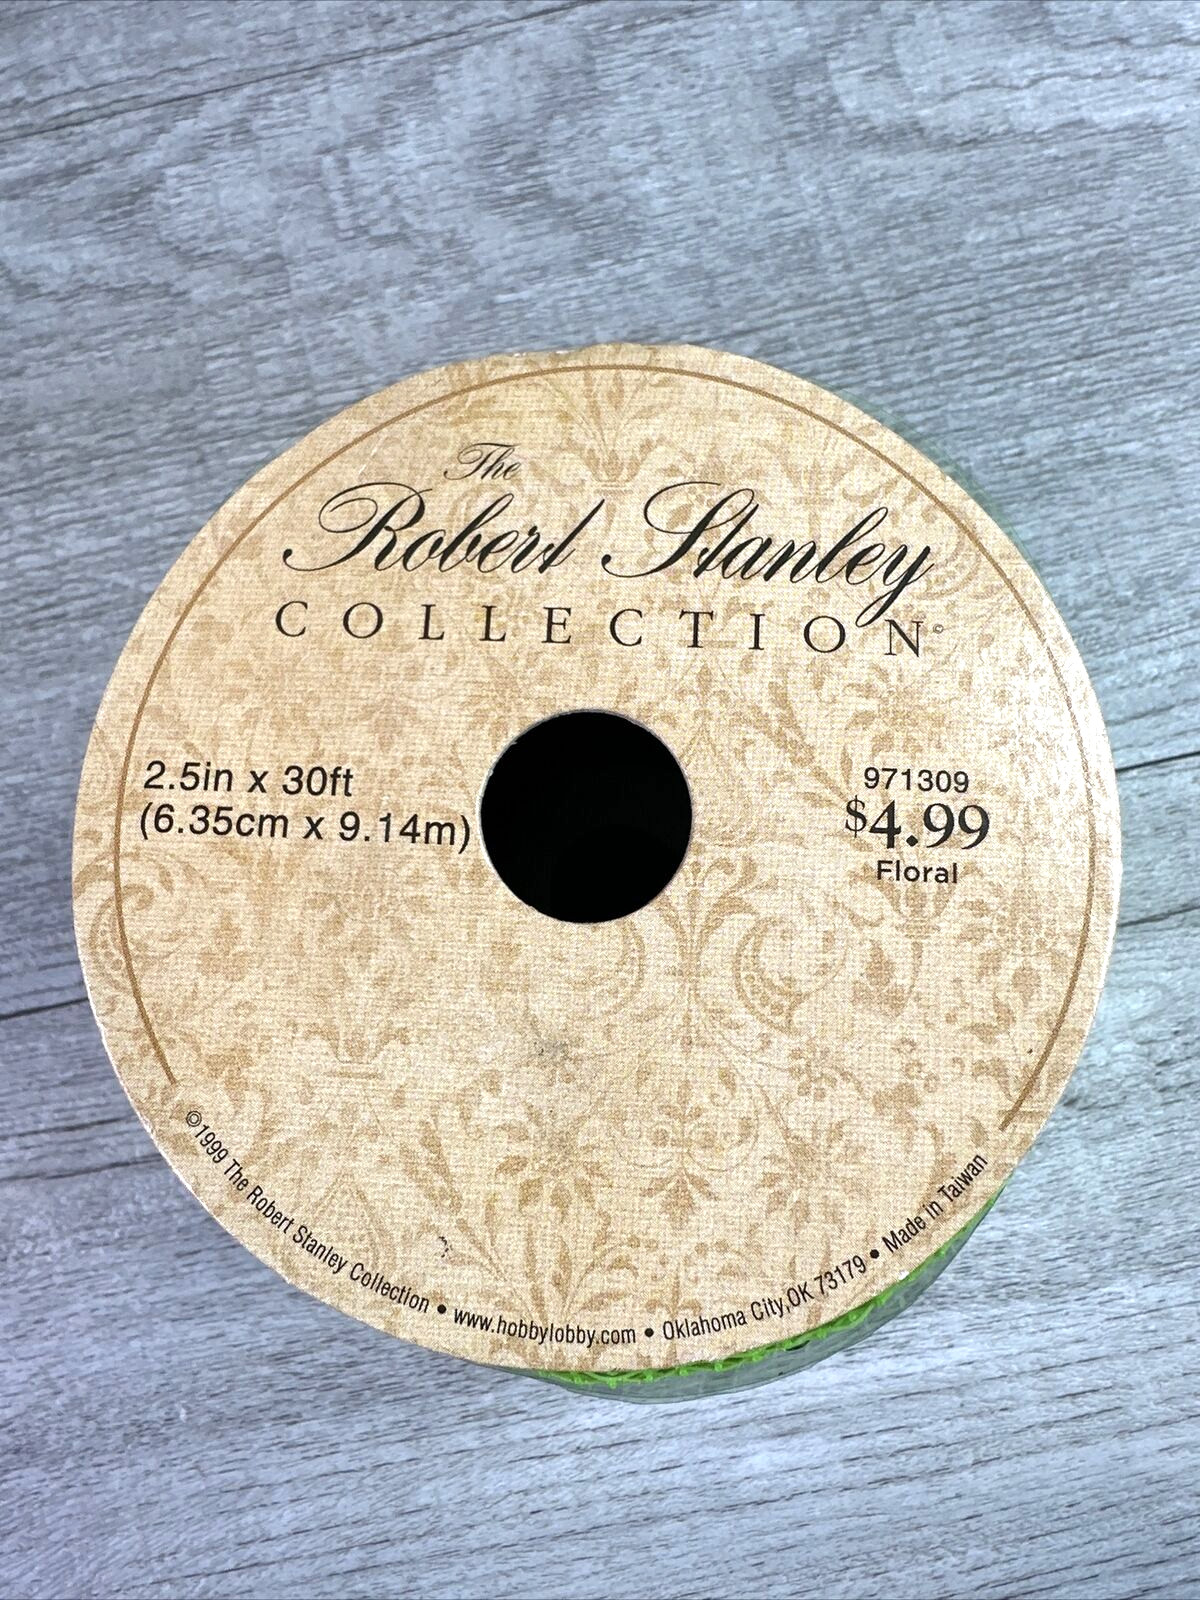 The
Robert Stanley
COLLECTION©
2.5in x 30ft
(6.35cm x 9.14m)
971309
$4.99
Floral
©1999 The Robert Stanley Collection • www.hobbylobby.com • Oklahoma City,OK 73179 • Made in Taiwan